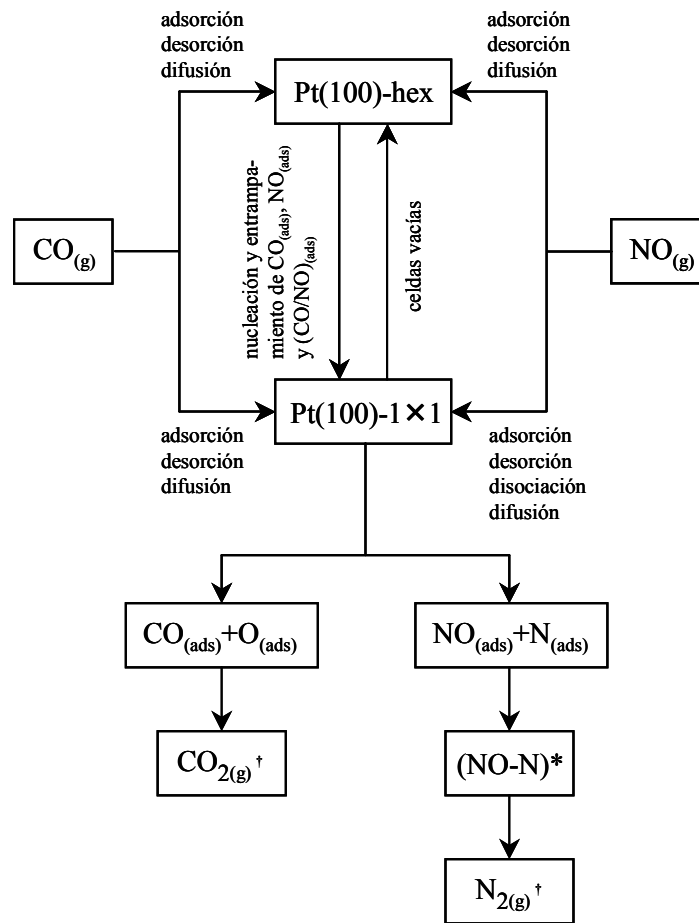 adsorción
desorción
difusión
adsorción
desorción
difusión
Pt(100)-hex
CO(g)
nucleación y entrampa-
miento de CO(ads), NO(ads)
y (CO/NO)(ads)
celdas vacías
NO(g)
Pt(100)-1×1
adsorción
desorción
difusión
adsorción
desorción
disociación
difusión
CO(ads)+O(ads)
NO(ads)+N(ads)
CO2(g)†
(NO-N)*
N2(g)†